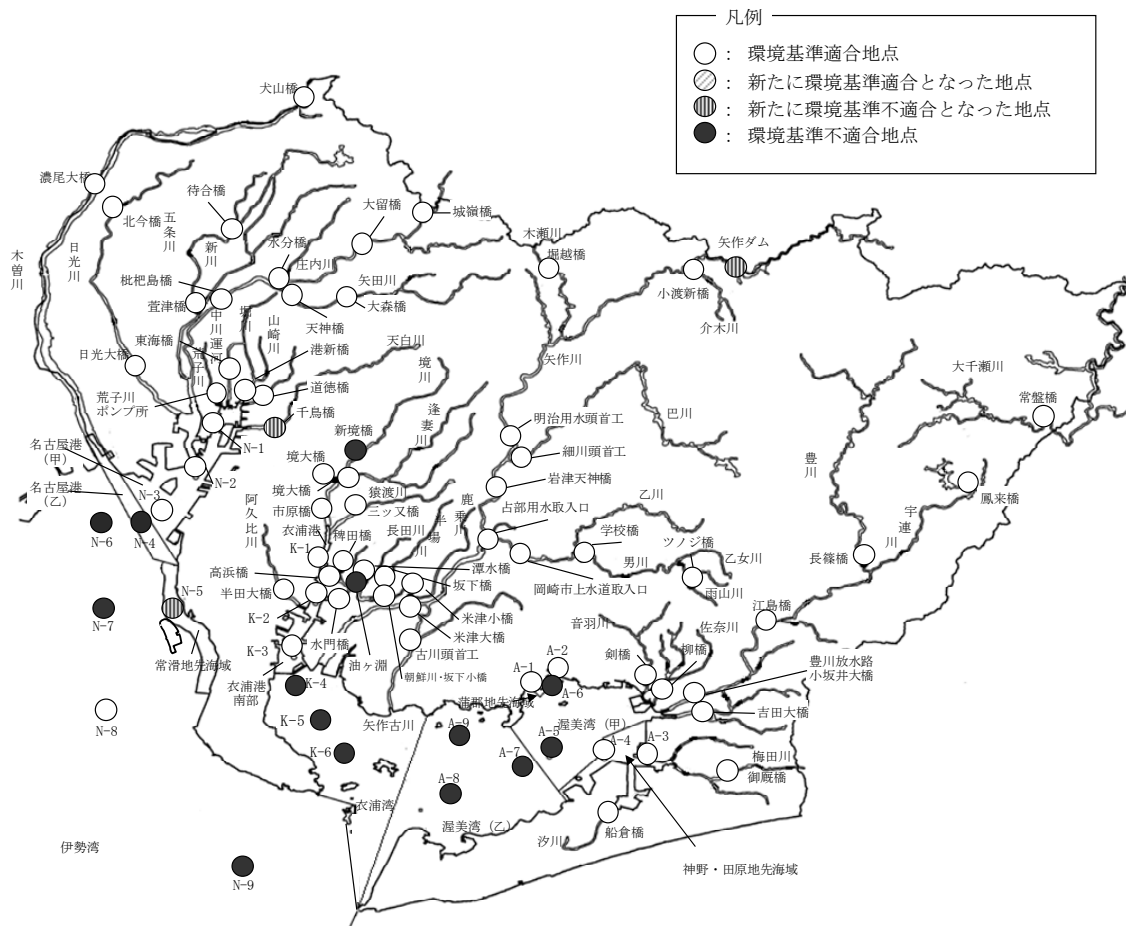 凡例
○ : 環境基準適合地点
: 新たに環境基準適合となった地点
: 新たに環境基準不適合となった地点
● : 環境基準不適合地点
犬山橋
濃尾大橋
北今橋
五条川
待合橋
新川
水分橋
大留橋
城嶺橋
木瀬川
堀越橋
矢作ダム
小渡新橋
介木川
木曽川
日光川
枇杷島橋
庄内川
矢田川
大森橋
萱津橋
中川運河
堀川
山崎川
天神橋
東海橋
荒子川
港新橋
天白川
矢作川
日光大橋
荒子川
ポンプ所
道徳橋
千鳥橋
境川
逢妻川
新境橋
N-1
N-2
名古屋港
(甲)
名古屋港
(乙)
N-3
N-4
N-6
境大橋
境大橋
猿渡川
市原橋
三ッ又橋
明治用水頭首工
細川頭首工
岩津天神橋
巴川
大千瀬川
常盤橋
豊川
鳳来橋
宇連川
長篠橋
阿久比川
衣浦港
K-1
稗田橋
長田川
半場川
鹿乗川
占部用水取入口
乙川
学校橋
ツノジ橋
男川
乙女川
雨山川
岡崎市上水道取入口
高浜橋
半田大橋
K-2
潭水橋
坂下橋
米津小橋
米津大橋
古川頭首工
水門橋
油ヶ淵
朝鮮川・坂下小橋
N-5
N-7
常滑地先海域
N-8
K-3
衣浦港
南部
K-4
K-5
K-6
矢作古川
音羽川
佐奈川
江島橋
剣橋
柳橋
豊川放水路
小坂井大橋
吉田大橋
A-1
A-2
A-6
蒲郡地先海域
渥美湾(甲)
A-9
A-5
A-4
A-3
A-7
A-8
梅田川
御厩橋
衣浦湾
渥美湾(乙)
船倉橋
汐川
神野・田原地先海域
伊勢湾
N-9